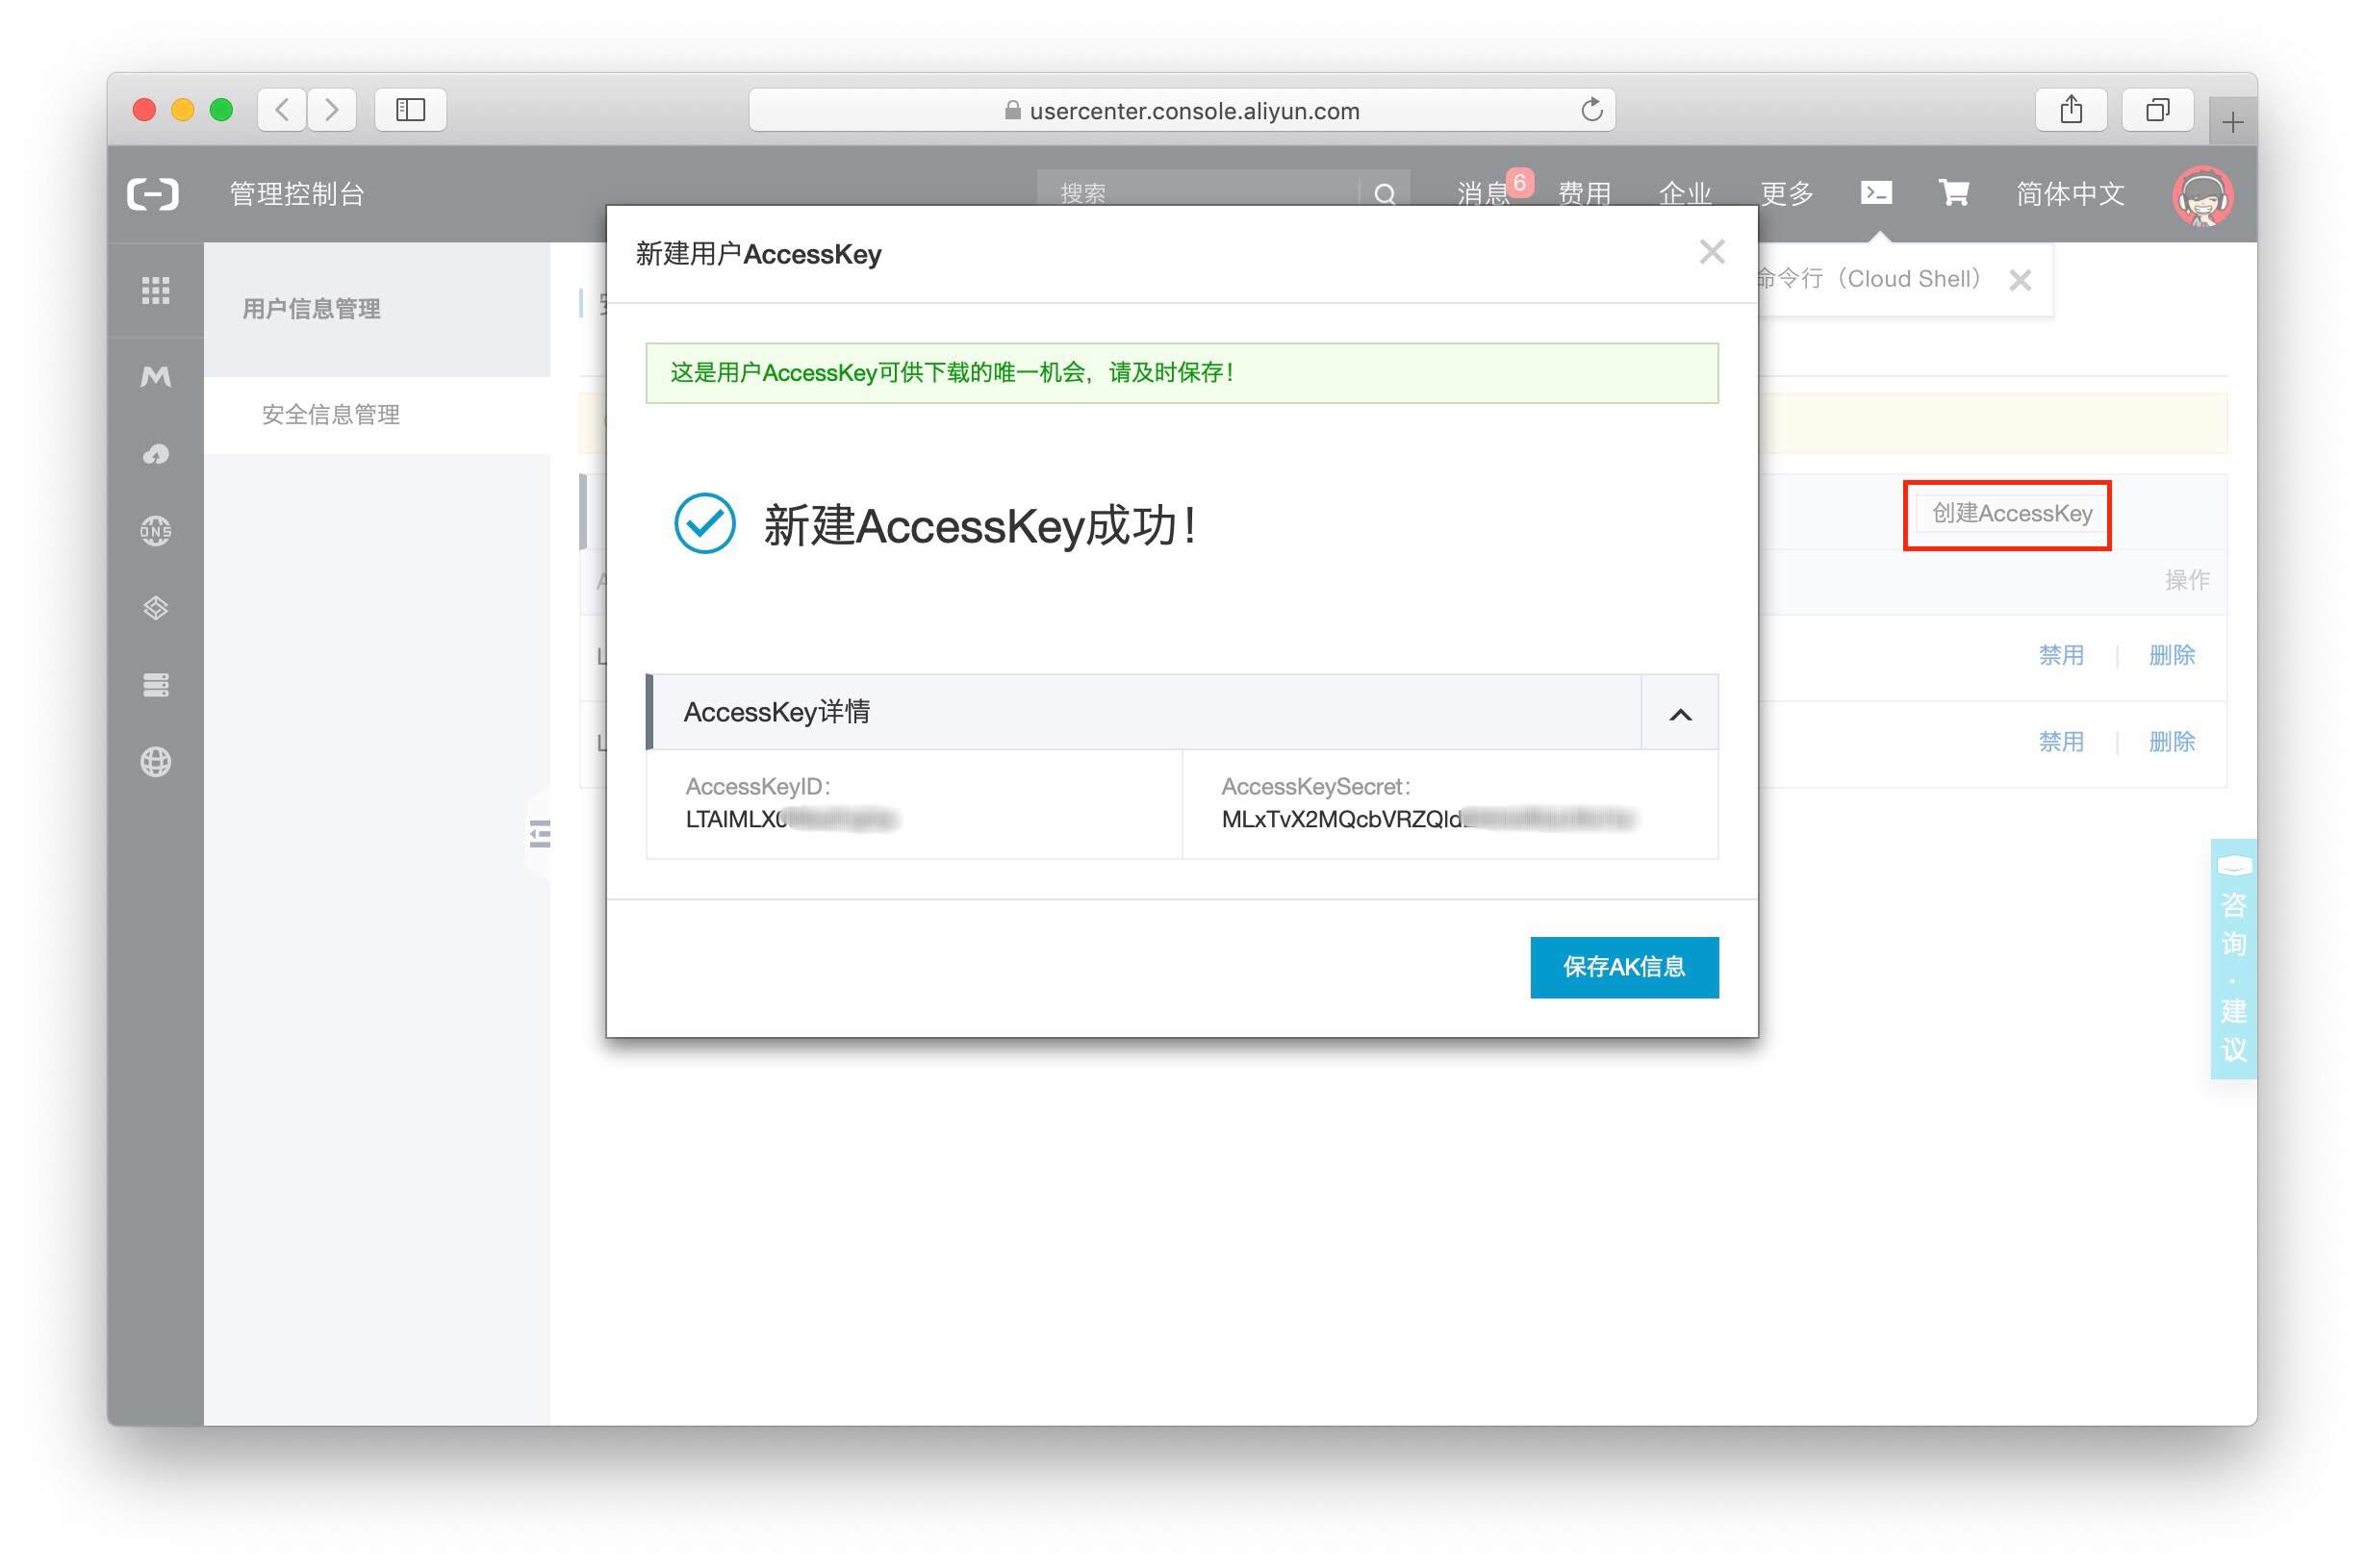 usercenter.console.aliyun.com
管理控制台
搜索
消息 6
费用
企业
更多
简体中文
用户信息管理
安全信息管理
新建用户AccessKey
命令行（Cloud Shell）
这是用户AccessKey可供下载的唯一机会，请及时保存！
新建AccessKey成功！
创建AccessKey
操作
禁用 | 删除
禁用 | 删除
AccessKey详情
AccessKeyID：
LTAIMLX
AccessKeySecret：
MLxTvX2MQcbVRZQld
保存AK信息
咨询·建议
DNS